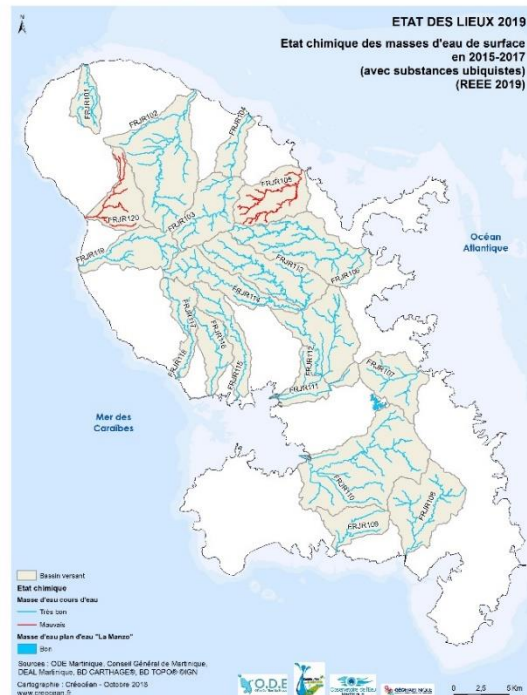 N
ETAT DES LIEUX 2019
Etat chimique des masses d'eau de surface
en 2015-2017
(avec substances ubiquistes)
(REEE 2019)
FRJR101
FRJR102
FRJR104
FRJR105
FRJR120
FRJR103
FRJR119
FRJR113
FRJR106
FRJR114
FRJR117
FRJR116
FRJR115
FRJR118
FRJR112
FRJR111
FRJR107
FRJR110
FRJR108
FRJR109
Océan
Atlantique
Mer des
Caraïbes
Bassin versant
Etat chimique
Masse d'eau cours d'eau
Très bon
Mauvais
Masse d'eau plan d'eau "La Manzo"
Bon
Sources : ODE Martinique, Conseil Général de Martinique,
DEAL Martinique, BD CARTHAGE®, BD TOPO® ©IGN
Cartographie : Créocéan - Octobre 2018
www.creocean.fr
O.D.E
0 2,5 5 Km